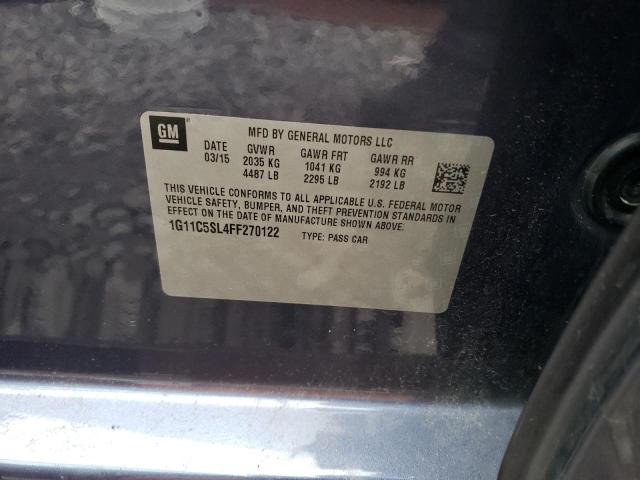 GM
MFD BY GENERAL MOTORS LLC
DATE GVWR GAWR FRT GAWR RR
03/15 2035 KG 1041 KG 994 KG
4487 LB 2295 LB 2192 LB
THIS VEHICLE CONFORMS TO ALL APPLICABLE U.S. FEDERAL MOTOR
VEHICLE SAFETY, BUMPER, AND THEFT PREVENTION STANDARDS IN
EFFECT ON THE DATE OF MANUFACTURE SHOWN ABOVE.
1G11C5SL4FF270122 TYPE: PASS CAR